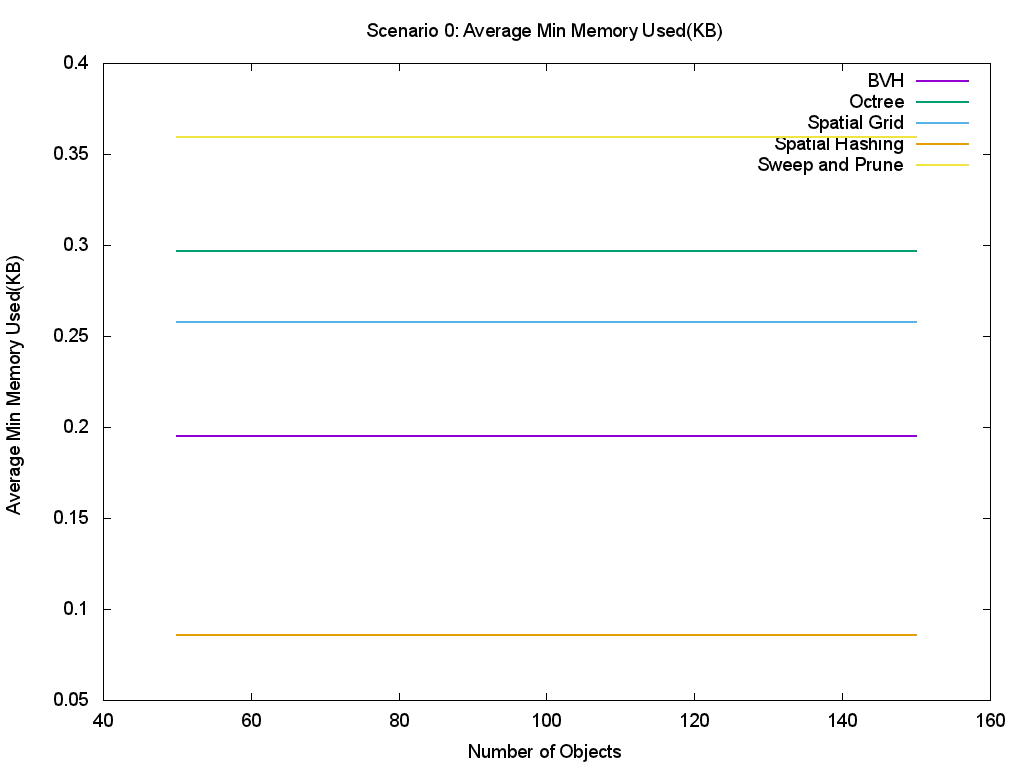 Scenario 0: Average Min Memory Used(KB)
0.4
0.35
0.3
0.25
0.2
0.15
0.1
0.05
40
60
80
100
120
140
160
Average Min Memory Used(KB)
Number of Objects
BVH
Octree
Spatial Grid
Spatial Hashing
Sweep and Prune